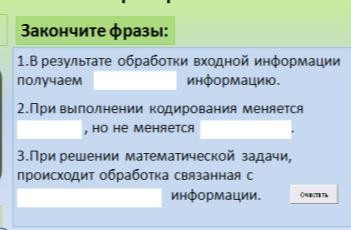 Закончите фразы:
1.В результате обработки входной информации
получаем информацию.
2.При выполнении кодирования меняется
, но не меняется .
3.При решении математической задачи,
происходит обработка связанная с
информации.
Очистить